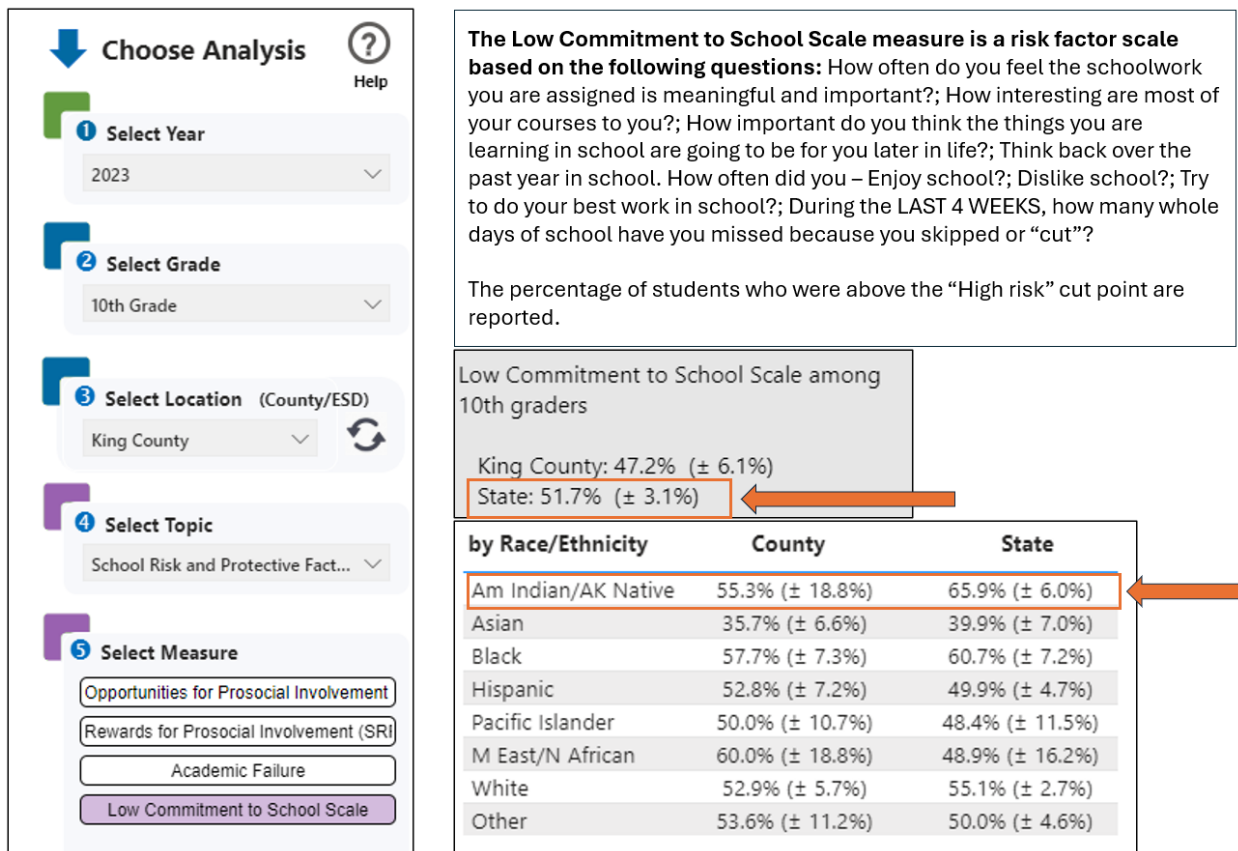 Choose Analysis
?
Help
1 Select Year
2023
2 Select Grade
10th Grade
3 Select Location (County/ESD)
King County
4 Select Topic
School Risk and Protective Fact...
5 Select Measure
Opportunities for Prosocial Involvement
Rewards for Prosocial Involvement (SRI
Academic Failure
Low Commitment to School Scale
The Low Commitment to School Scale measure is a risk factor scale
based on the following questions: How often do you feel the schoolwork
you are assigned is meaningful and important?; How interesting are most of
your courses to you?; How important do you think the things you are
learning in school are going to be for you later in life?; Think back over the
past year in school. How often did you – Enjoy school?; Dislike school?; Try
to do your best work in school?; During the LAST 4 WEEKS, how many whole
days of school have you missed because you skipped or “cut”?
The percentage of students who were above the “High risk” cut point are
reported.
Low Commitment to School Scale among
10th graders
King County: 47.2% (± 6.1%)
State: 51.7% (± 3.1%)
by Race/Ethnicity County State
Am Indian/AK Native 55.3% (± 18.8%) 65.9% (± 6.0%)
Asian 35.7% (± 6.6%) 39.9% (± 7.0%)
Black 57.7% (± 7.3%) 60.7% (± 7.2%)
Hispanic 52.8% (± 7.2%) 49.9% (± 4.7%)
Pacific Islander 50.0% (± 10.7%) 48.4% (± 11.5%)
M East/N African 60.0% (± 18.8%) 48.9% (± 16.2%)
White 52.9% (± 5.7%) 55.1% (± 2.7%)
Other 53.6% (± 11.2%) 50.0% (± 4.6%)